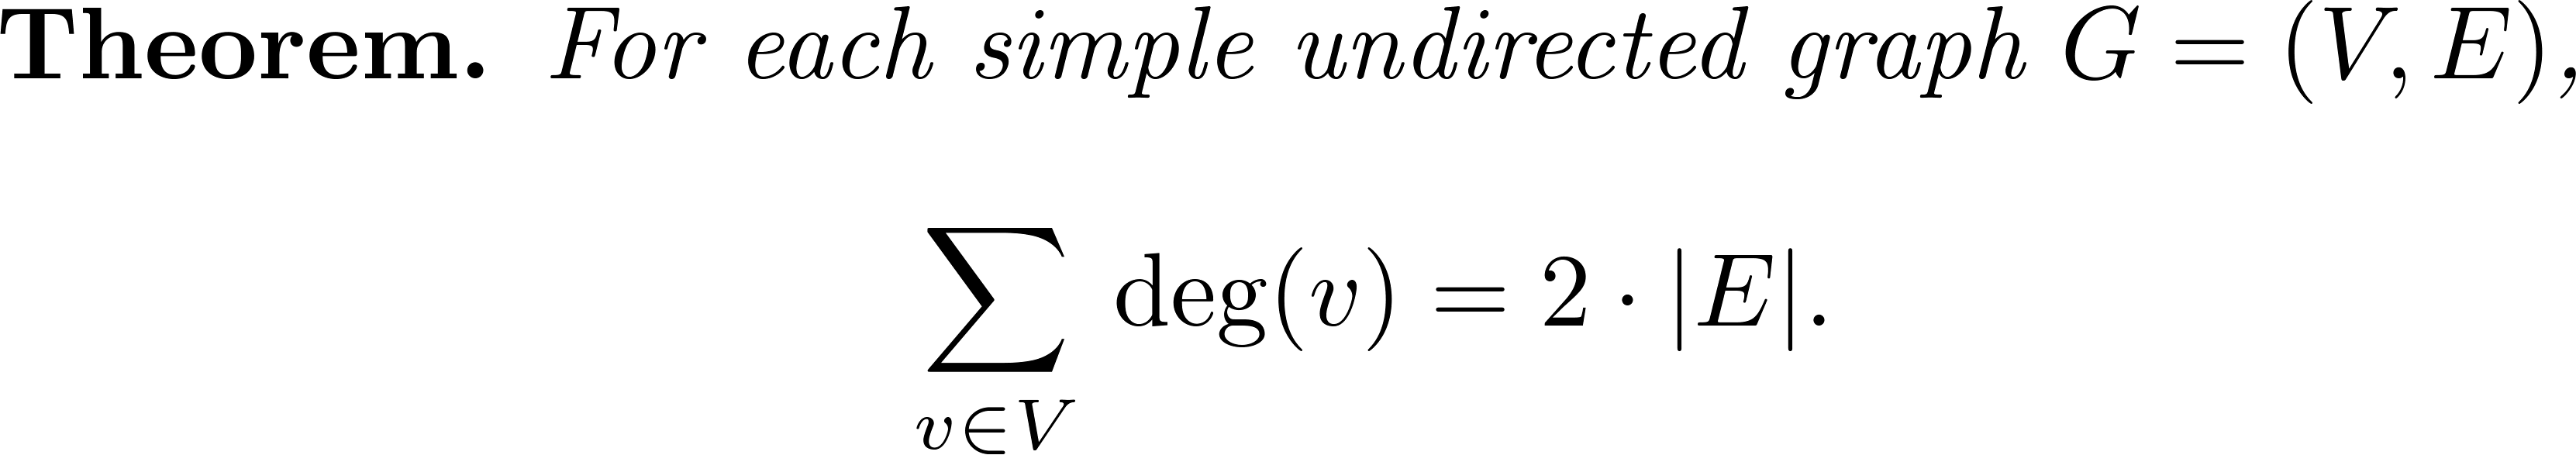 Theorem. For each simple undirected graph G = (V, E),
∑_{v∈V} deg(v) = 2 · |E|.